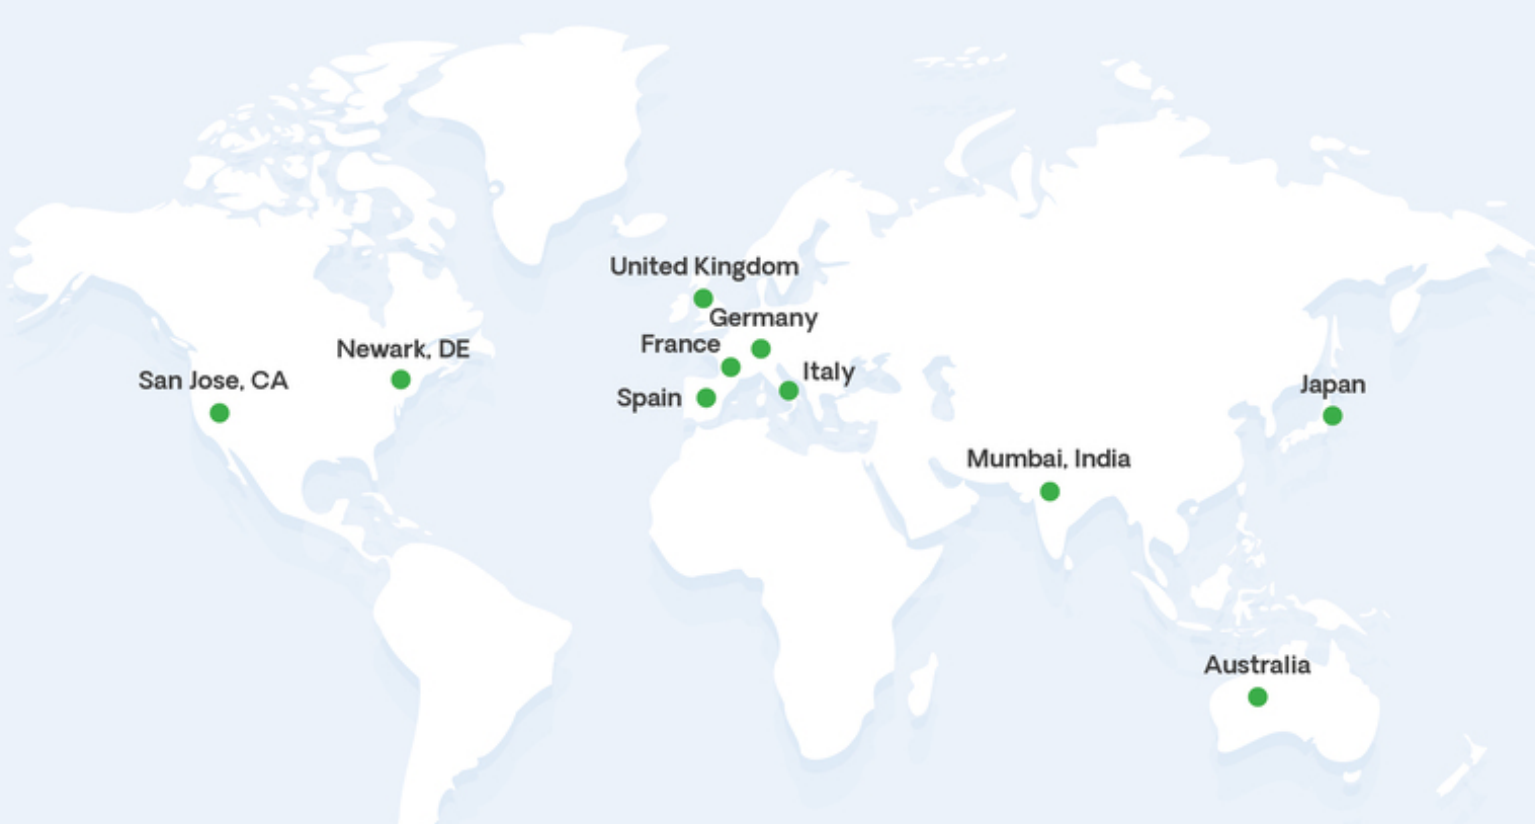 United Kingdom
Germany
France
Newark, DE
Italy
San Jose, CA
Japan
Spain
Mumbai, India
Australia